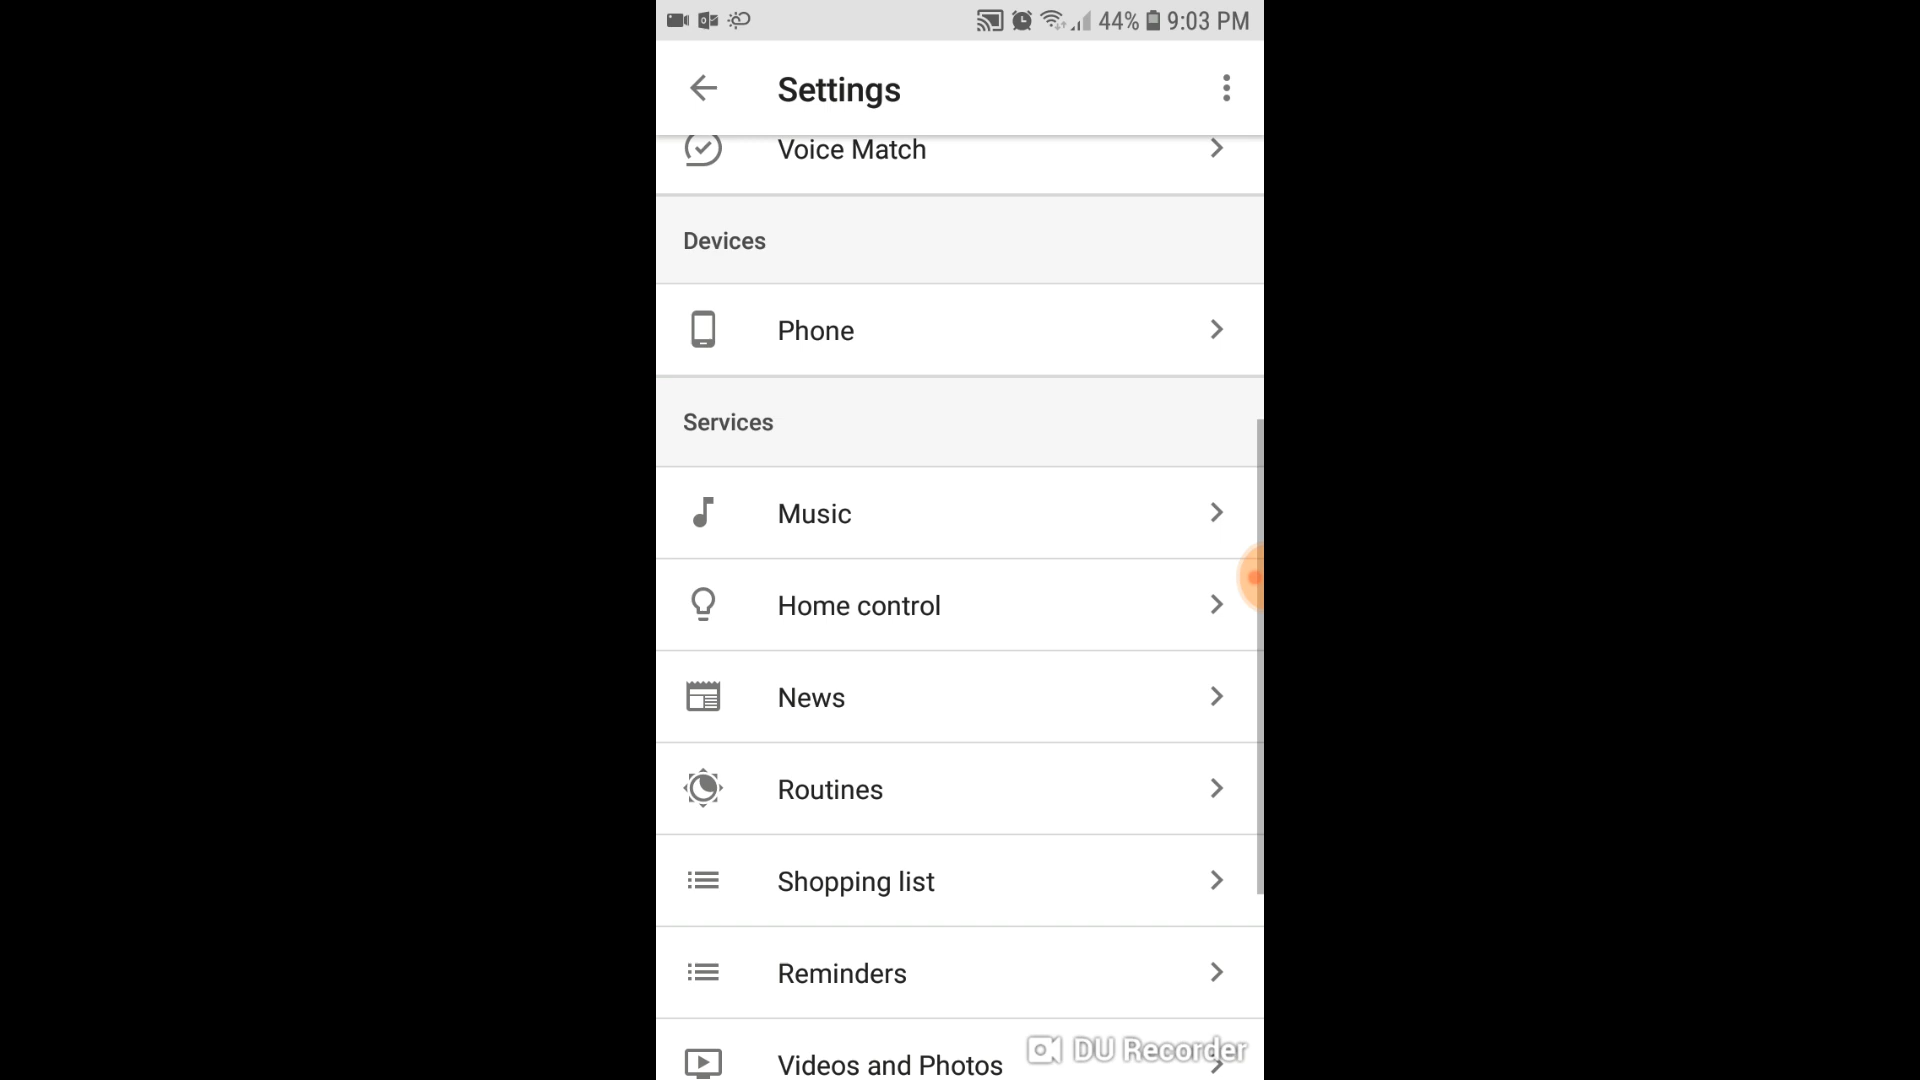 44% 9:03 PM
Settings
Voice Match
Devices
Phone
Services
Music
Home control
News
Routines
Shopping list
Reminders
Videos and Photos
DU Recorder